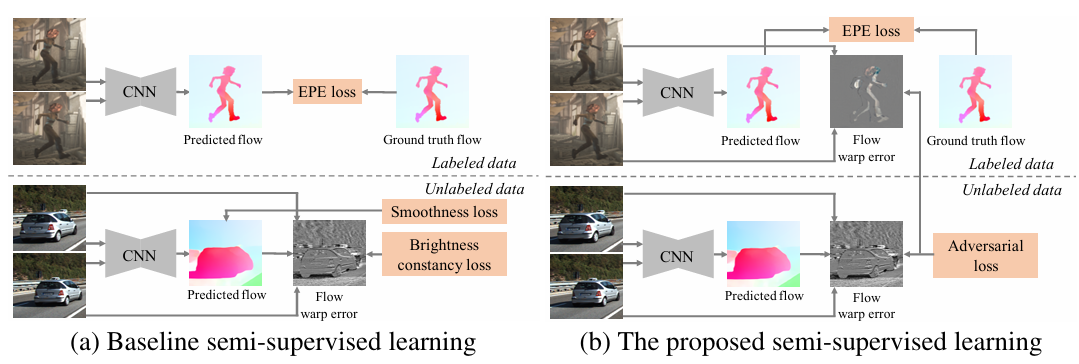 CNN
EPE loss
Predicted flow
Ground truth flow
Labeled data
Unlabeled data
Smoothness loss
CNN
Brightness
constancy loss
Predicted flow
Flow
warp error
(a) Baseline semi-supervised learning
EPE loss
CNN
Predicted flow
Flow
warp error
Ground truth flow
Labeled data
Unlabeled data
CNN
Adversarial
loss
Predicted flow
Flow
warp error
(b) The proposed semi-supervised learning